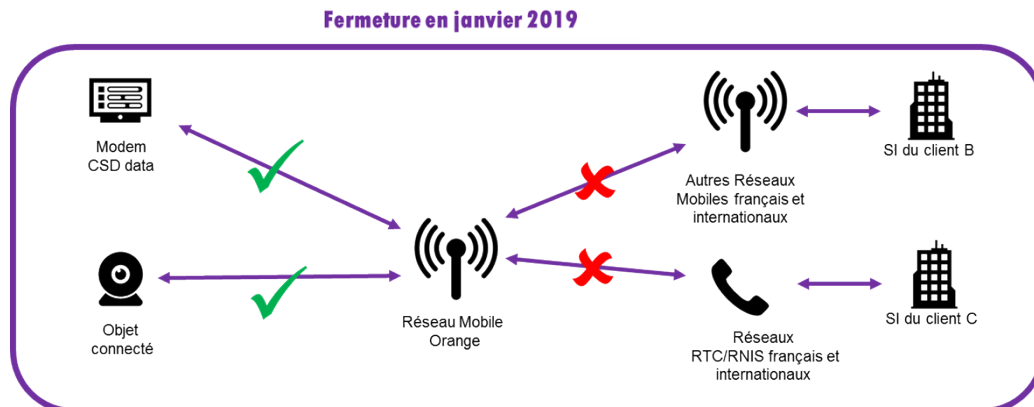 Fermeture en janvier 2019
Modem
CSD data
Objet
connecté
Réseau Mobile
Orange
Autres Réseaux
Mobiles français et
internationaux
SI du client B
Réseaux
RTC/RNIS français et
internationaux
SI du client C